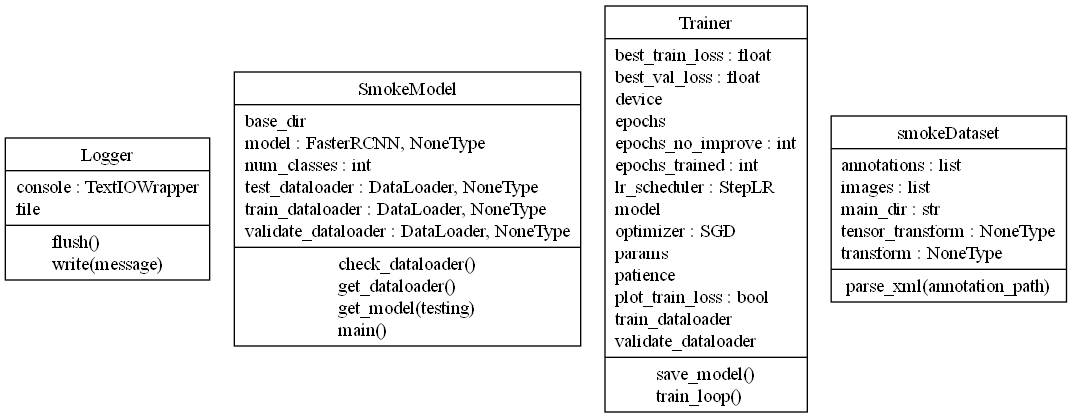 Logger
console : TextIOWrapper
file
flush()
write(message)
SmokeModel
base_dir
model : FasterRCNN, NoneType
num_classes : int
test_dataloader : DataLoader, NoneType
train_dataloader : DataLoader, NoneType
validate_dataloader : DataLoader, NoneType
check_dataloader()
get_dataloader()
get_model(testing)
main()
Trainer
best_train_loss : float
best_val_loss : float
device
epochs
epochs_no_improve : int
epochs_trained : int
lr_scheduler : StepLR
model
optimizer : SGD
params
patience
plot_train_loss : bool
train_dataloader
validate_dataloader
save_model()
train_loop()
smokeDataset
annotations : list
images : list
main_dir : str
tensor_transform : NoneType
transform : NoneType
parse_xml(annotation_path)